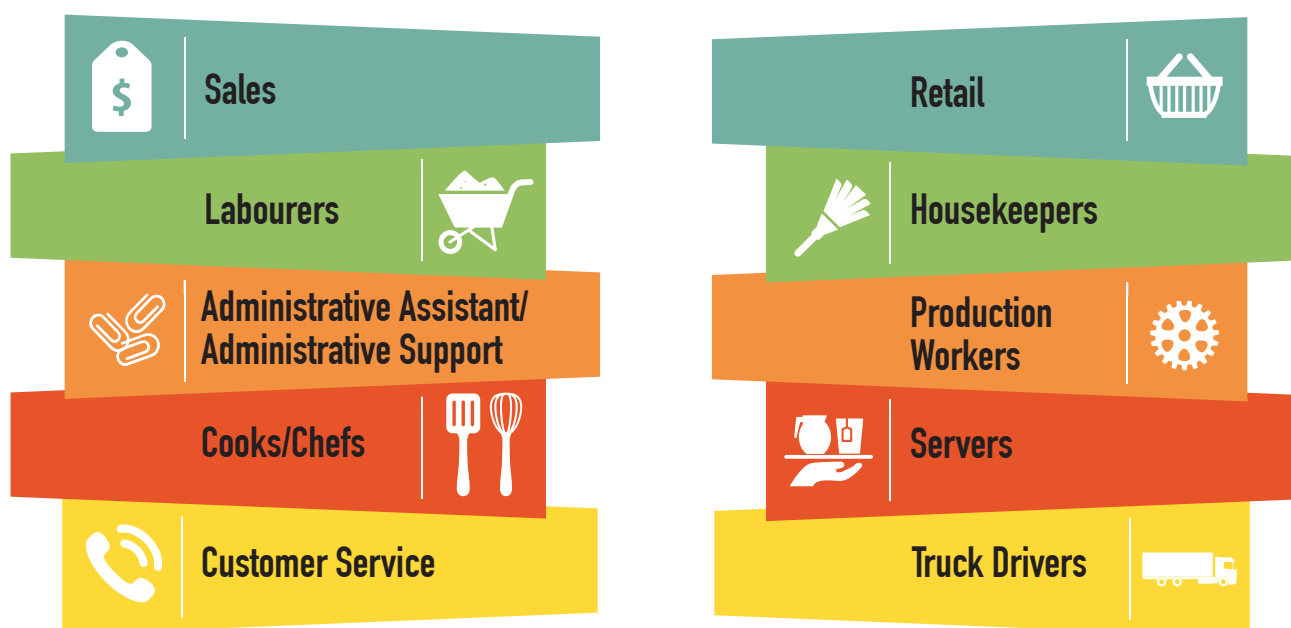 $
Sales
Labourers
Administrative Assistant/
Administrative Support
Cooks/Chefs
Customer Service
Retail
Housekeepers
Production
Workers
Servers
Truck Drivers